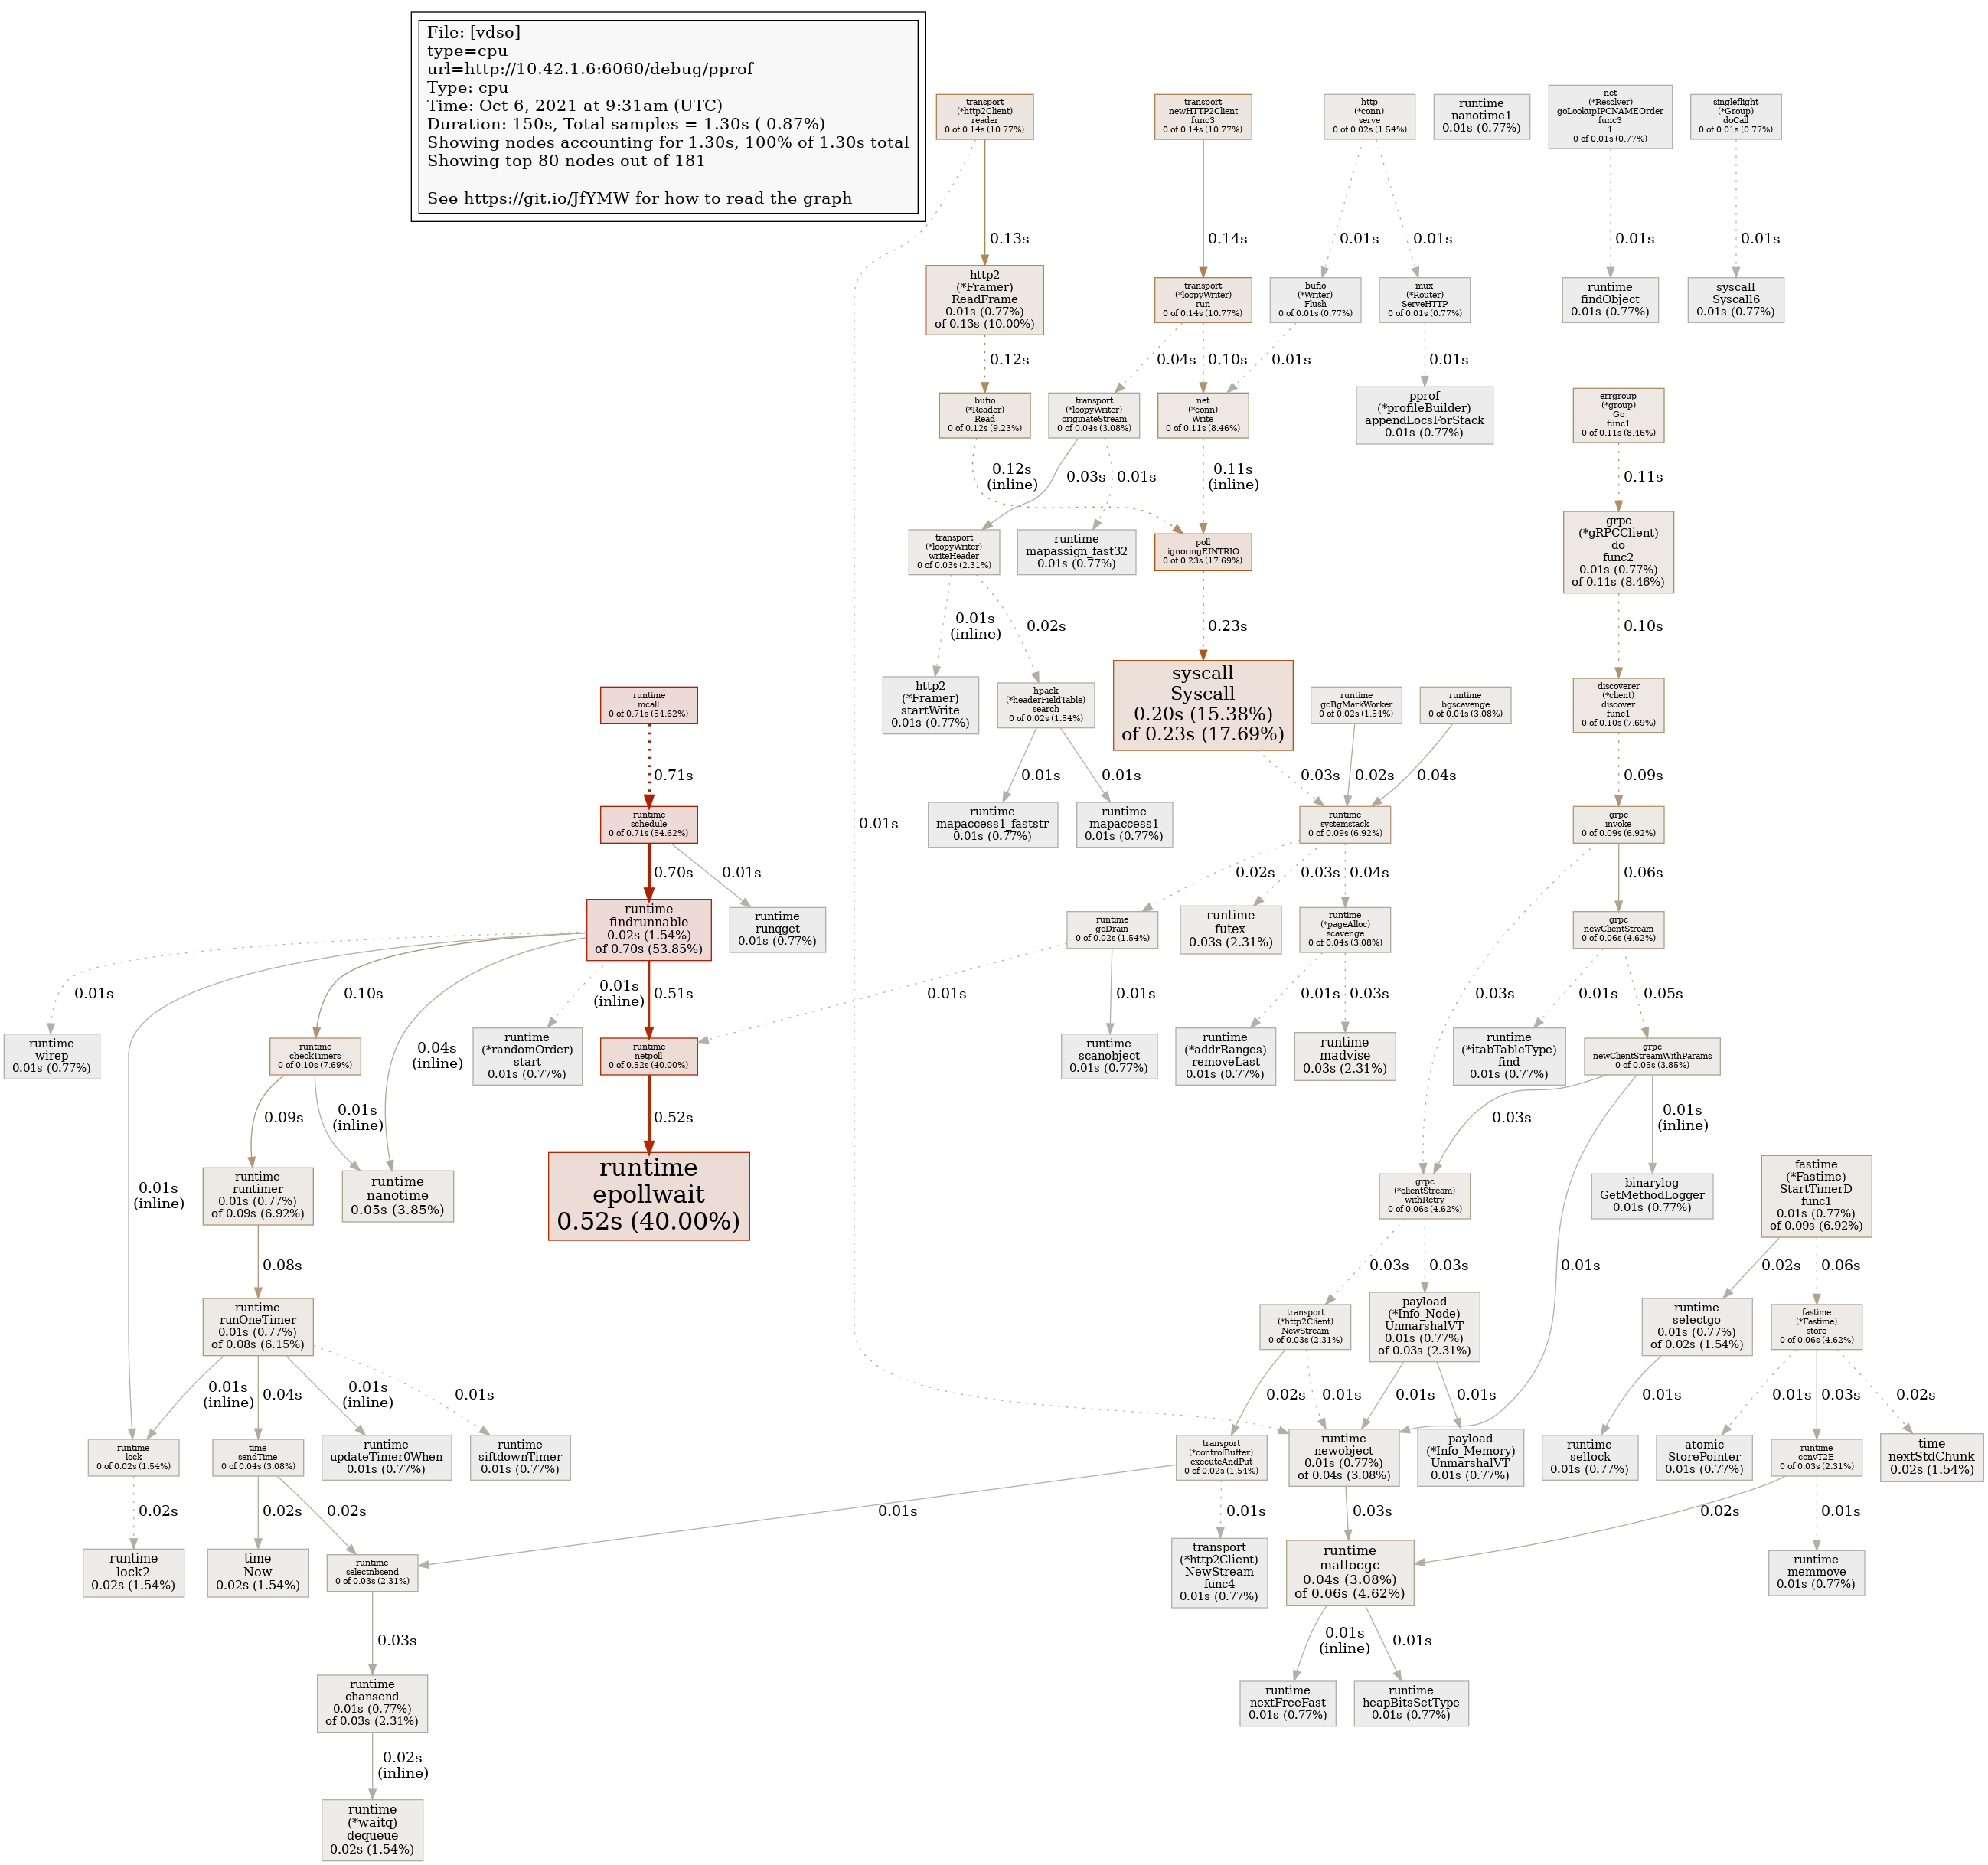 File: [vdso]
type=cpu
url=http://10.42.1.6:6060/debug/pprof
Type: cpu
Time: Oct 6, 2021 at 9:31am (UTC)
Duration: 150s, Total samples = 1.30s ( 0.87%)
Showing nodes accounting for 1.30s, 100% of 1.30s total
Showing top 80 nodes out of 181
See https://git.io/JfYMW for how to read the graph
transport
(*http2Client)
reader
0 of 0.14s (10.77%)
transport
newHTTP2Client
func3
0 of 0.14s (10.77%)
http
(*conn)
serve
0 of 0.02s (1.54%)
runtime
nanotime1
0.01s (0.77%)
net
(*Resolver)
goLookupIPCNAMEOrder
func3
1
0 of 0.01s (0.77%)
singleflight
(*Group)
doCall
0 of 0.01s (0.77%)
0.13s
0.14s
0.01s
0.01s
0.01s
0.01s
http2
(*Framer)
ReadFrame
0.01s (0.77%)
of 0.13s (10.00%)
transport
(*loopyWriter)
run
0 of 0.14s (10.77%)
bufio
(*Writer)
Flush
0 of 0.01s (0.77%)
mux
(*Router)
ServeHTTP
0 of 0.01s (0.77%)
runtime
findObject
0.01s (0.77%)
syscall
Syscall6
0.01s (0.77%)
0.12s
0.04s
0.10s
0.01s
0.01s
bufio
(*Reader)
Read
0 of 0.12s (9.23%)
transport
(*loopyWriter)
originateStream
0 of 0.04s (3.08%)
net
(*conn)
Write
0 of 0.11s (8.46%)
pprof
(*profileBuilder)
appendLocsForStack
0.01s (0.77%)
errgroup
(*group)
Go
func1
0 of 0.11s (8.46%)
0.12s
(inline)
0.03s
0.01s
0.11s
(inline)
0.11s
transport
(*loopyWriter)
writeHeader
0 of 0.03s (2.31%)
runtime
mapassign_fast32
0.01s (0.77%)
poll
ignoringEINTRIO
0 of 0.23s (17.69%)
grpc
(*gRPCClient)
do
func2
0.01s (0.77%)
of 0.11s (8.46%)
0.01s
(inline)
0.02s
0.23s
0.10s
runtime
mcall
0 of 0.71s (54.62%)
http2
(*Framer)
startWrite
0.01s (0.77%)
hpack
(*headerFieldTable)
search
0 of 0.02s (1.54%)
syscall
Syscall
0.20s (15.38%)
of 0.23s (17.69%)
runtime
gcBgMarkWorker
0 of 0.02s (1.54%)
runtime
bgscavenge
0 of 0.04s (3.08%)
discoverer
(*client)
discover
func1
0 of 0.10s (7.69%)
0.71s
0.01s
0.01s
0.03s
0.02s
0.04s
0.09s
runtime
schedule
0 of 0.71s (54.62%)
0.01s
runtime
mapaccess1_faststr
0.01s (0.77%)
runtime
mapaccess1
0.01s (0.77%)
runtime
systemstack
0 of 0.09s (6.92%)
grpc
invoke
0 of 0.09s (6.92%)
0.70s
0.01s
0.02s
0.03s
0.04s
0.06s
runtime
findrunnable
0.02s (1.54%)
of 0.70s (53.85%)
runtime
runqget
0.01s (0.77%)
runtime
gcDrain
0 of 0.02s (1.54%)
runtime
futex
0.03s (2.31%)
runtime
(*pageAlloc)
scavenge
0 of 0.04s (3.08%)
grpc
newClientStream
0 of 0.06s (4.62%)
0.01s
0.10s
0.04s
(inline)
0.01s
(inline)
0.51s
0.01s
0.01s
0.01s
0.03s
0.03s
0.01s
0.05s
runtime
wirep
0.01s (0.77%)
runtime
checkTimers
0 of 0.10s (7.69%)
runtime
(*randomOrder)
start
0.01s (0.77%)
runtime
netpoll
0 of 0.52s (40.00%)
runtime
scanobject
0.01s (0.77%)
runtime
(*addrRanges)
removeLast
0.01s (0.77%)
runtime
madvise
0.03s (2.31%)
runtime
(*itabTableType)
find
0.01s (0.77%)
grpc
newClientStreamWithParams
0 of 0.05s (3.85%)
0.09s
0.01s
(inline)
0.52s
0.03s
0.01s
(inline)
0.01s
(inline)
runtime
runtimer
0.01s (0.77%)
of 0.09s (6.92%)
runtime
nanotime
0.05s (3.85%)
runtime
epollwait
0.52s (40.00%)
grpc
(*clientStream)
withRetry
0 of 0.06s (4.62%)
binarylog
GetMethodLogger
0.01s (0.77%)
fastime
(*Fastime)
StartTimerD
func1
0.01s (0.77%)
of 0.09s (6.92%)
0.08s
0.03s
0.03s
0.01s
0.02s
0.06s
runtime
runOneTimer
0.01s (0.77%)
of 0.08s (6.15%)
transport
(*http2Client)
NewStream
0 of 0.03s (2.31%)
payload
(*Info_Node)
UnmarshalVT
0.01s (0.77%)
of 0.03s (2.31%)
runtime
selectgo
0.01s (0.77%)
of 0.02s (1.54%)
fastime
(*Fastime)
store
0 of 0.06s (4.62%)
0.01s
(inline)
0.04s
0.01s
(inline)
0.01s
0.02s
0.01s
0.01s
0.01s
0.01s
0.01s
0.03s
0.02s
runtime
lock
0 of 0.02s (1.54%)
time
sendTime
0 of 0.04s (3.08%)
runtime
updateTimer0When
0.01s (0.77%)
runtime
siftdownTimer
0.01s (0.77%)
transport
(*controlBuffer)
executeAndPut
0 of 0.02s (1.54%)
runtime
newobject
0.01s (0.77%)
of 0.04s (3.08%)
payload
(*Info_Memory)
UnmarshalVT
0.01s (0.77%)
runtime
sellock
0.01s (0.77%)
atomic
StorePointer
0.01s (0.77%)
runtime
convT2E
0 of 0.03s (2.31%)
time
nextStdChunk
0.02s (1.54%)
0.02s
0.02s
0.02s
0.01s
0.01s
0.03s
0.02s
0.01s
runtime
lock2
0.02s (1.54%)
time
Now
0.02s (1.54%)
runtime
selectnbsend
0 of 0.03s (2.31%)
transport
(*http2Client)
NewStream
func4
0.01s (0.77%)
runtime
mallocgc
0.04s (3.08%)
of 0.06s (4.62%)
runtime
memmove
0.01s (0.77%)
0.03s
0.01s
(inline)
0.01s
runtime
chansend
0.01s (0.77%)
of 0.03s (2.31%)
runtime
nextFreeFast
0.01s (0.77%)
runtime
heapBitsSetType
0.01s (0.77%)
0.02s
(inline)
runtime
(*waitq)
dequeue
0.02s (1.54%)